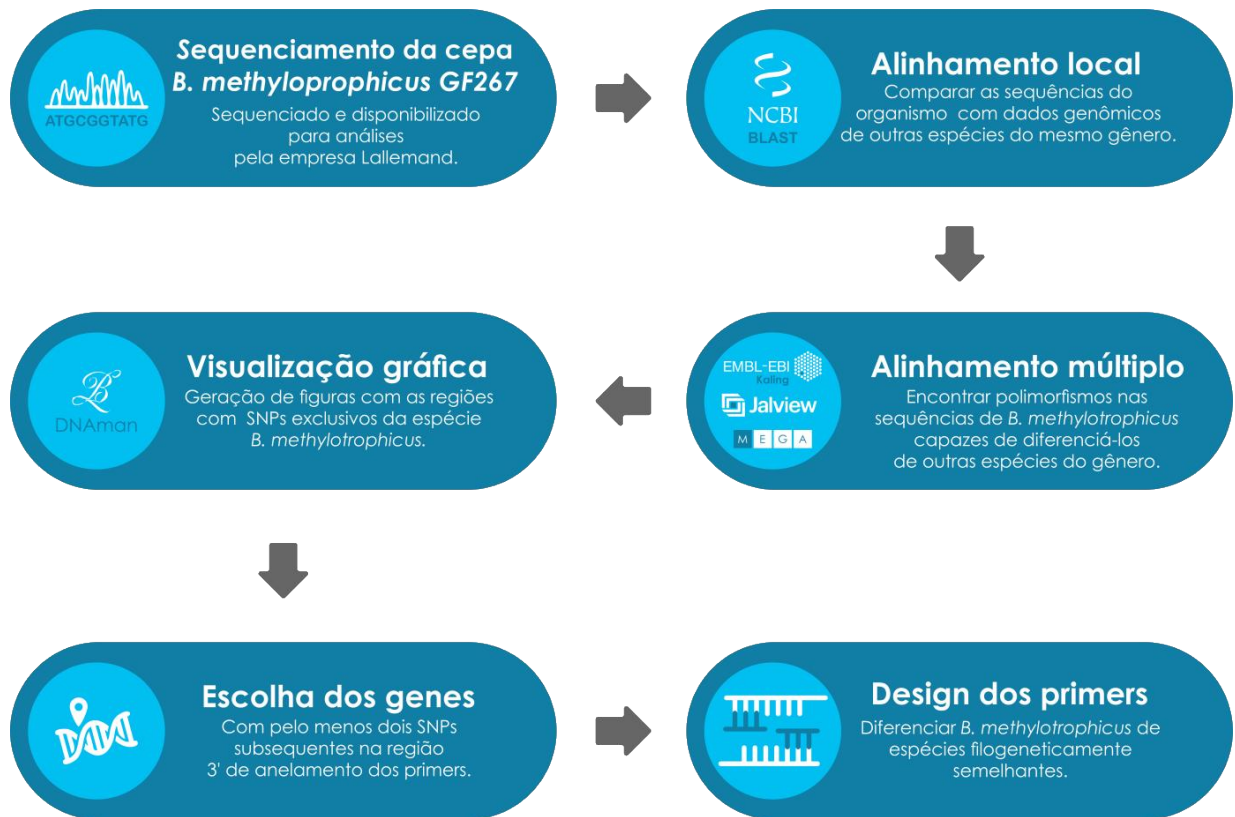 Sequenciamento da cepa
B. methyloprophicus GF267
Sequenciado e disponibilizado
para análises
pela empresa Lallemand.
ATGCGGTATG
Alinhamento local
Comparar as sequências do
organismo com dados genômicos
de outras espécies do mesmo gênero.
NCBI
BLAST
Alinhamento múltiplo
Encontrar polimorfismos nas
sequências de B. methylotrophicus
capazes de diferenciá-los
de outras espécies do gênero.
EMBL-EBI
Kaling
Jalview
MEGA
Visualização gráfica
Geração de figuras com as regiões
com SNPs exclusivos da espécie
B. methylotrophicus.
B
DNAman
Escolha dos genes
Com pelo menos dois SNPs
subsequentes na região
3' de anelamento dos primers.
Design dos primers
Diferenciar B. methylotrophicus de
espécies filogeneticamente
semelhantes.